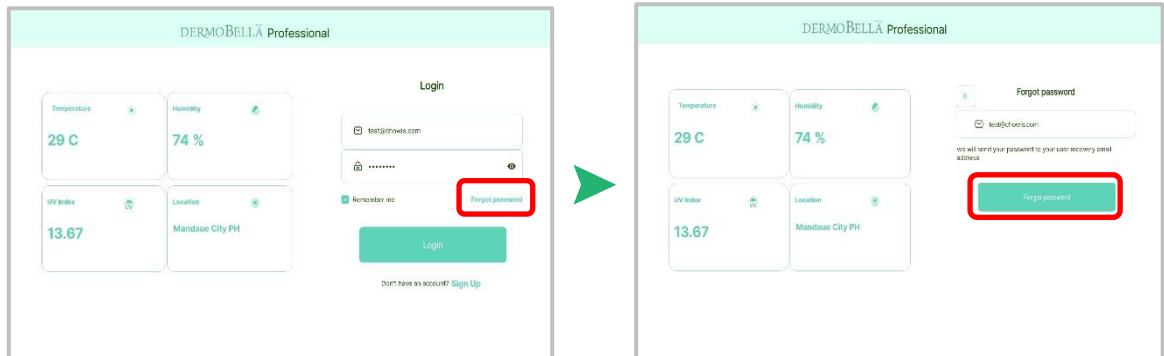 DERMOBELLÄ Professional
Temperature
29 C
Humidity
74 %
UV Index
UV
13.67
Location
Mandaue City PH
Login
test@chowis.com
••••••••
Remember me
Forgot password
Login
Don't have an account? Sign Up
DERMOBELLÄ Professional
Temperature
29 C
Humidity
74 %
UV Index
UV
13.67
Location
Mandaue City PH
Forgot password
test@chowis.com
we will send your password to your user recovery email
address
Forgot password